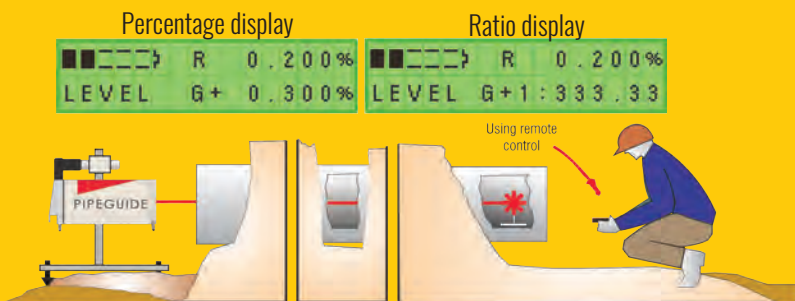 Percentage display
Ratio display
R 0.200%
LEVEL G+ 0.300%
R 0.200%
LEVEL G+1:333.33
Using remote
control
PIPEGUIDE